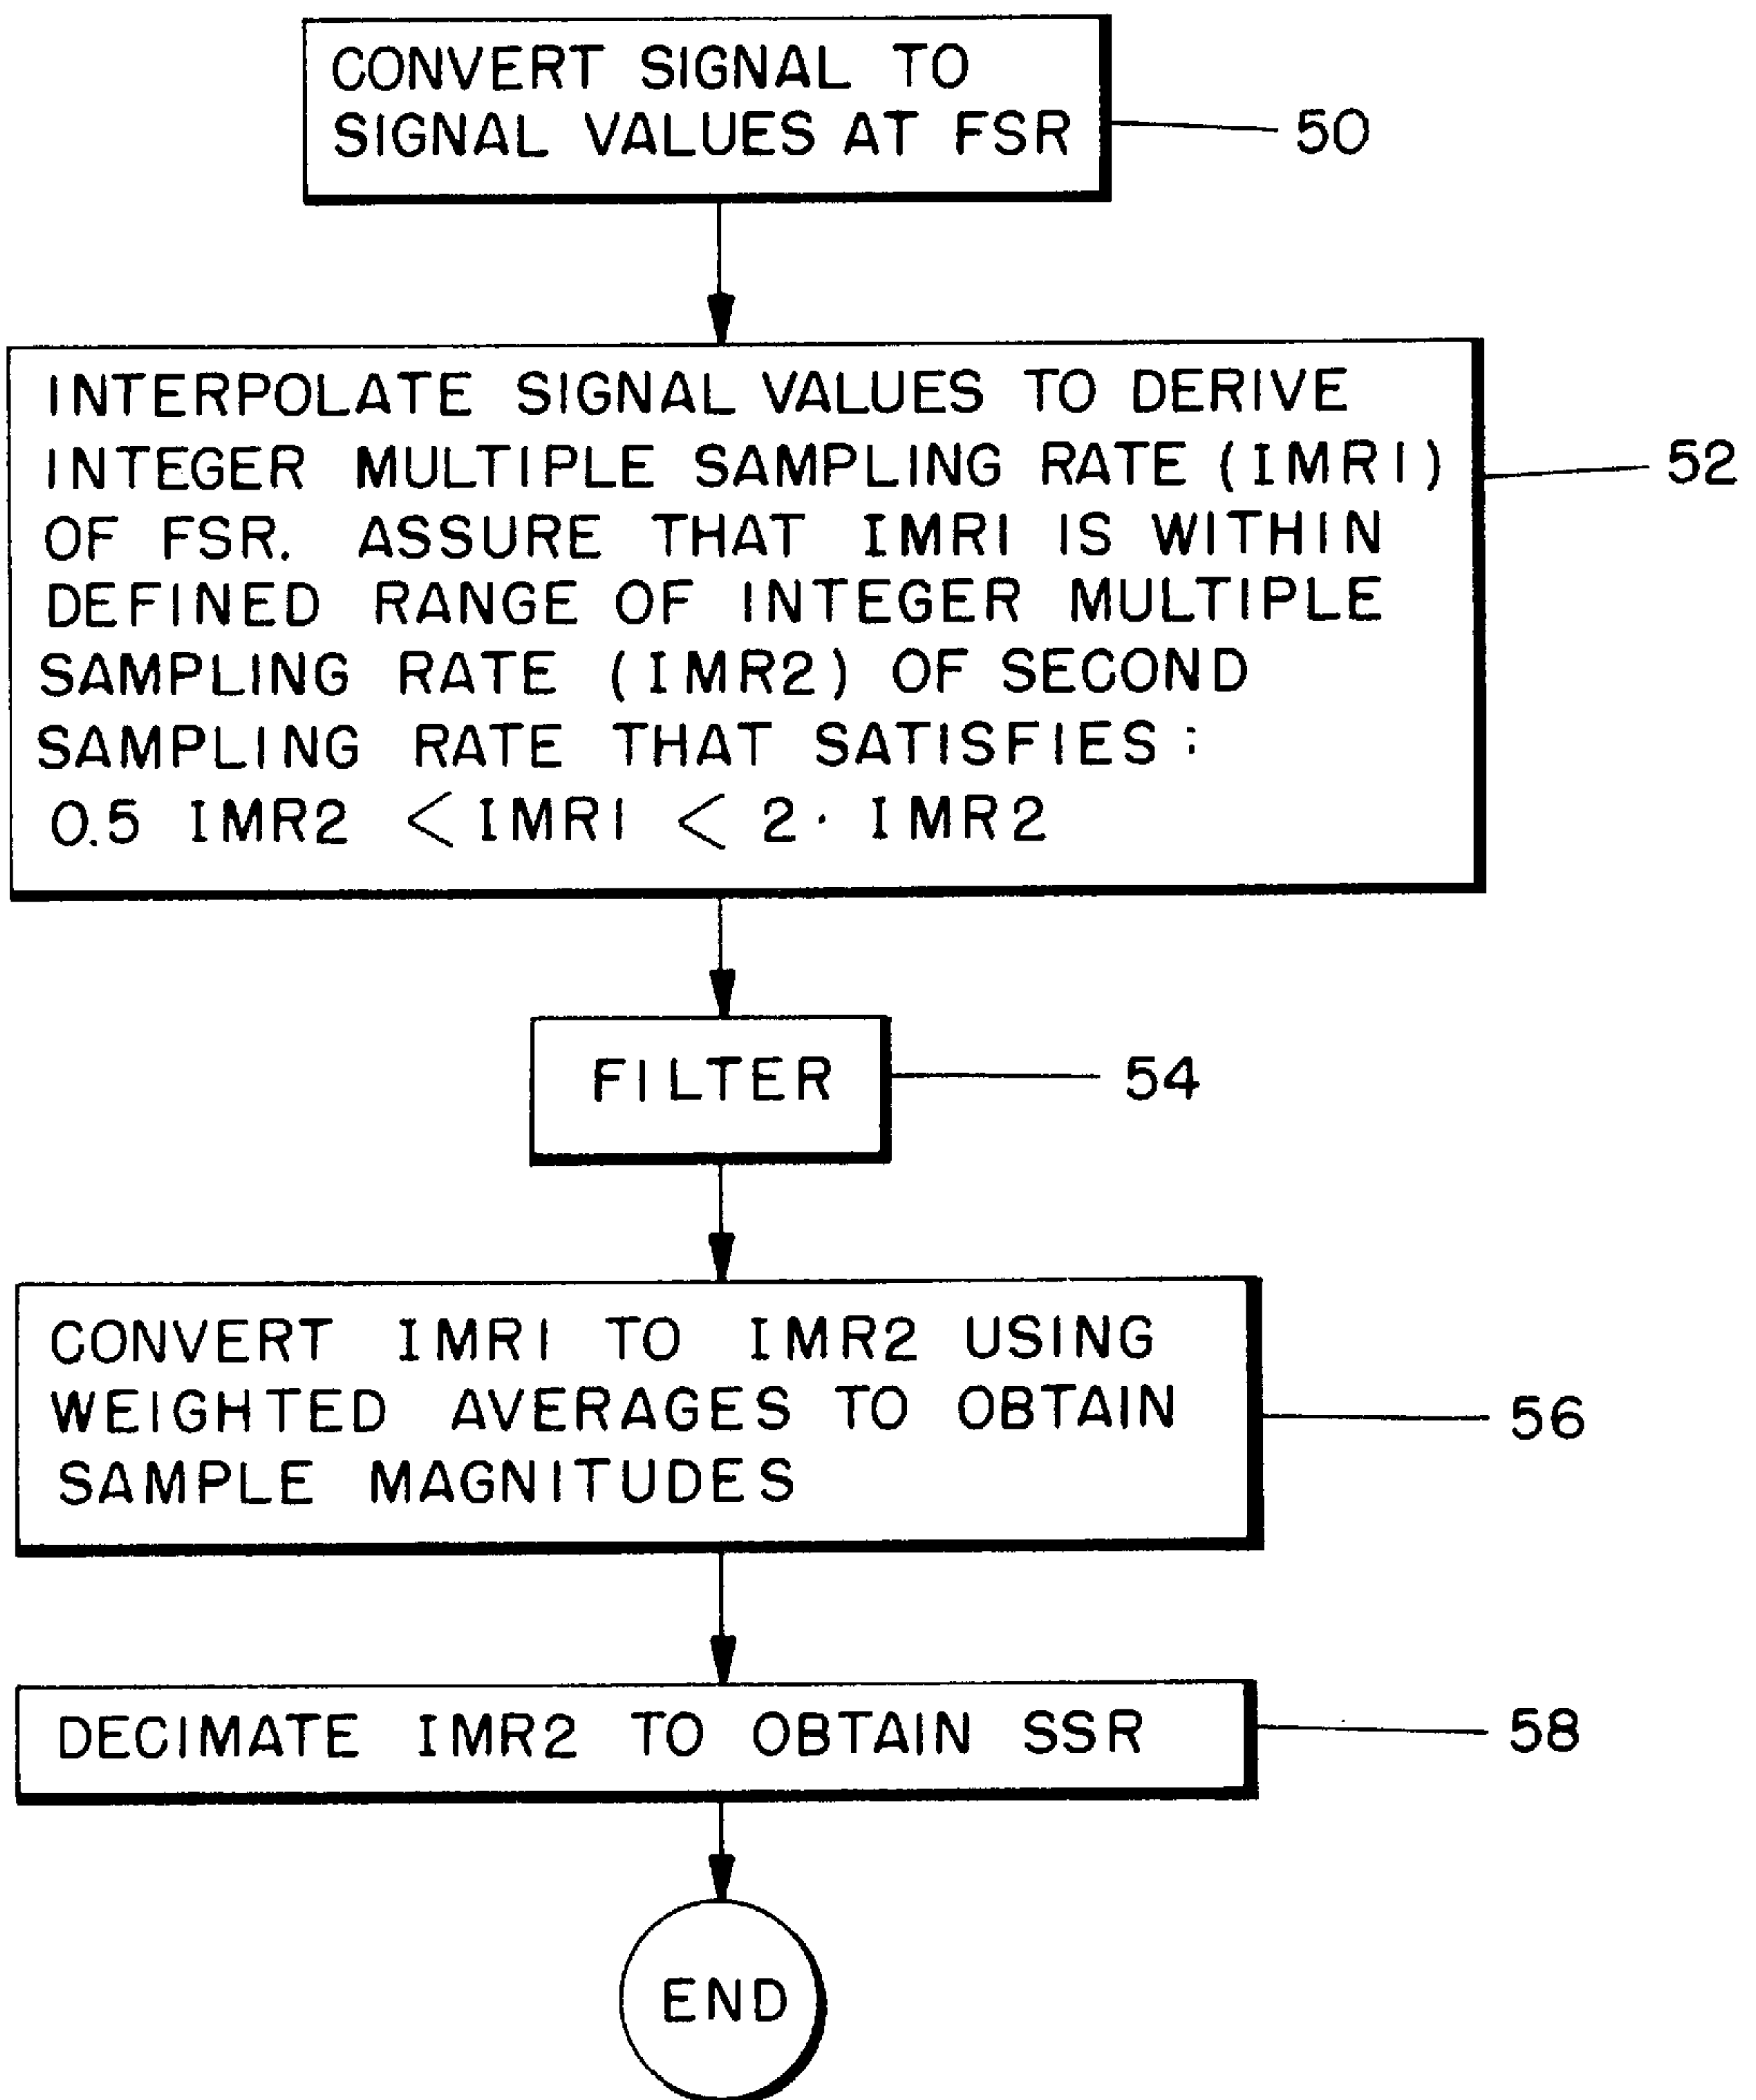 CONVERT SIGNAL TO
SIGNAL VALUES AT FSR
50
INTERPOLATE SIGNAL VALUES TO DERIVE
INTEGER MULTIPLE SAMPLING RATE (IMR1)
OF FSR. ASSURE THAT IMR1 IS WITHIN
DEFINED RANGE OF INTEGER MULTIPLE
SAMPLING RATE (IMR2) OF SECOND
SAMPLING RATE THAT SATISFIES:
0.5 IMR2 < IMR1 < 2 · IMR2
52
FILTER
54
CONVERT IMR1 TO IMR2 USING
WEIGHTED AVERAGES TO OBTAIN
SAMPLE MAGNITUDES
56
DECIMATE IMR2 TO OBTAIN SSR
58
END